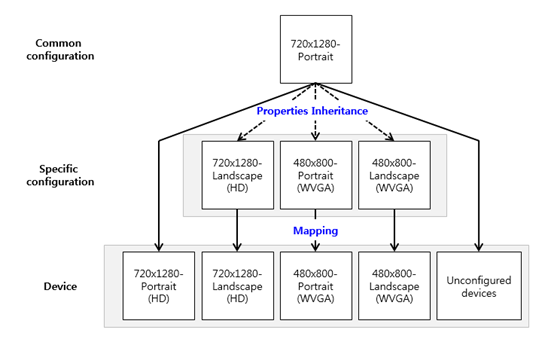 Common
configuration
720x1280-
Portrait
Properties Inheritance
Specific
configuration
720x1280-
Landscape
(HD)
480x800-
Portrait
(WVGA)
480x800-
Landscape
(WVGA)
Mapping
Device
720x1280-
Portrait
(HD)
720x1280-
Landscape
(HD)
480x800-
Portrait
(WVGA)
480x800-
Landscape
(WVGA)
Unconfigured
devices